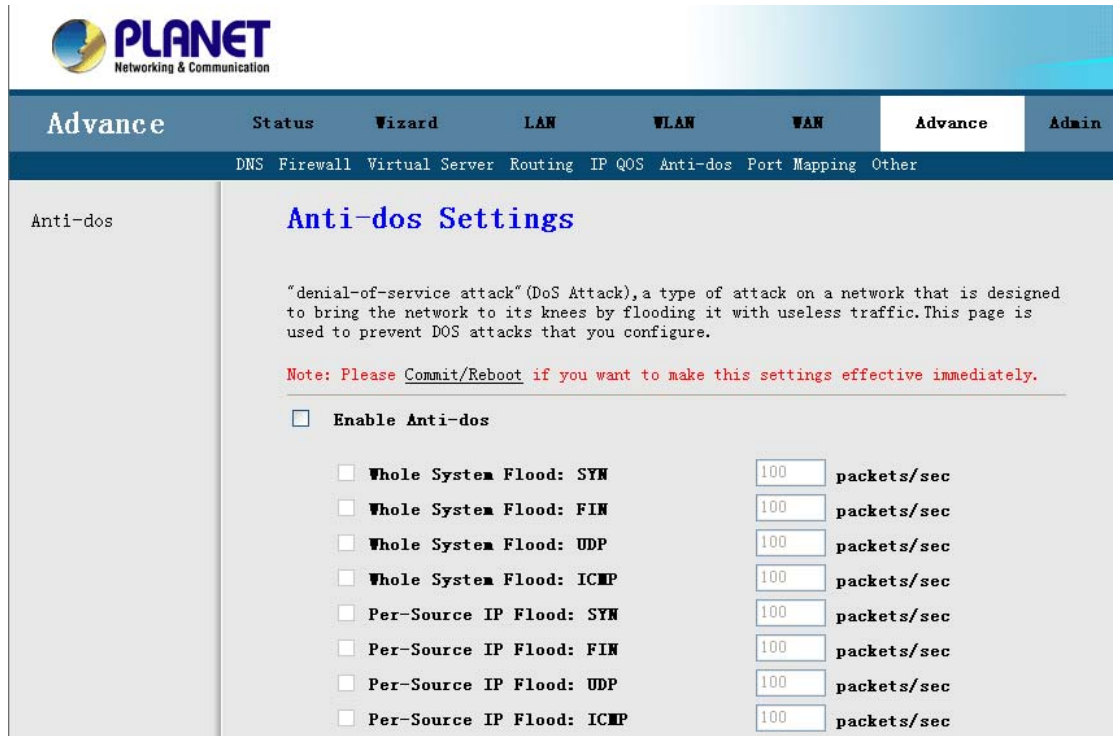 PLANET
Networking & Communication
Advance
Status Wizard LAN WLAN WAN Advance Admin
DNS Firewall Virtual Server Routing IP QOS Anti-dos Port Mapping Other
Anti-dos
Anti-dos Settings
"denial-of-service attack"(DoS Attack),a type of attack on a network that is designed
to bring the network to its knees by flooding it with useless traffic.This page is
used to prevent DOS attacks that you configure.
Note: Please Commit/Reboot if you want to make this settings effective immediately.
Enable Anti-dos
Whole System Flood: SYN 100 packets/sec
Whole System Flood: FIN 100 packets/sec
Whole System Flood: UDP 100 packets/sec
Whole System Flood: ICMP 100 packets/sec
Per-Source IP Flood: SYN 100 packets/sec
Per-Source IP Flood: FIN 100 packets/sec
Per-Source IP Flood: UDP 100 packets/sec
Per-Source IP Flood: ICMP 100 packets/sec